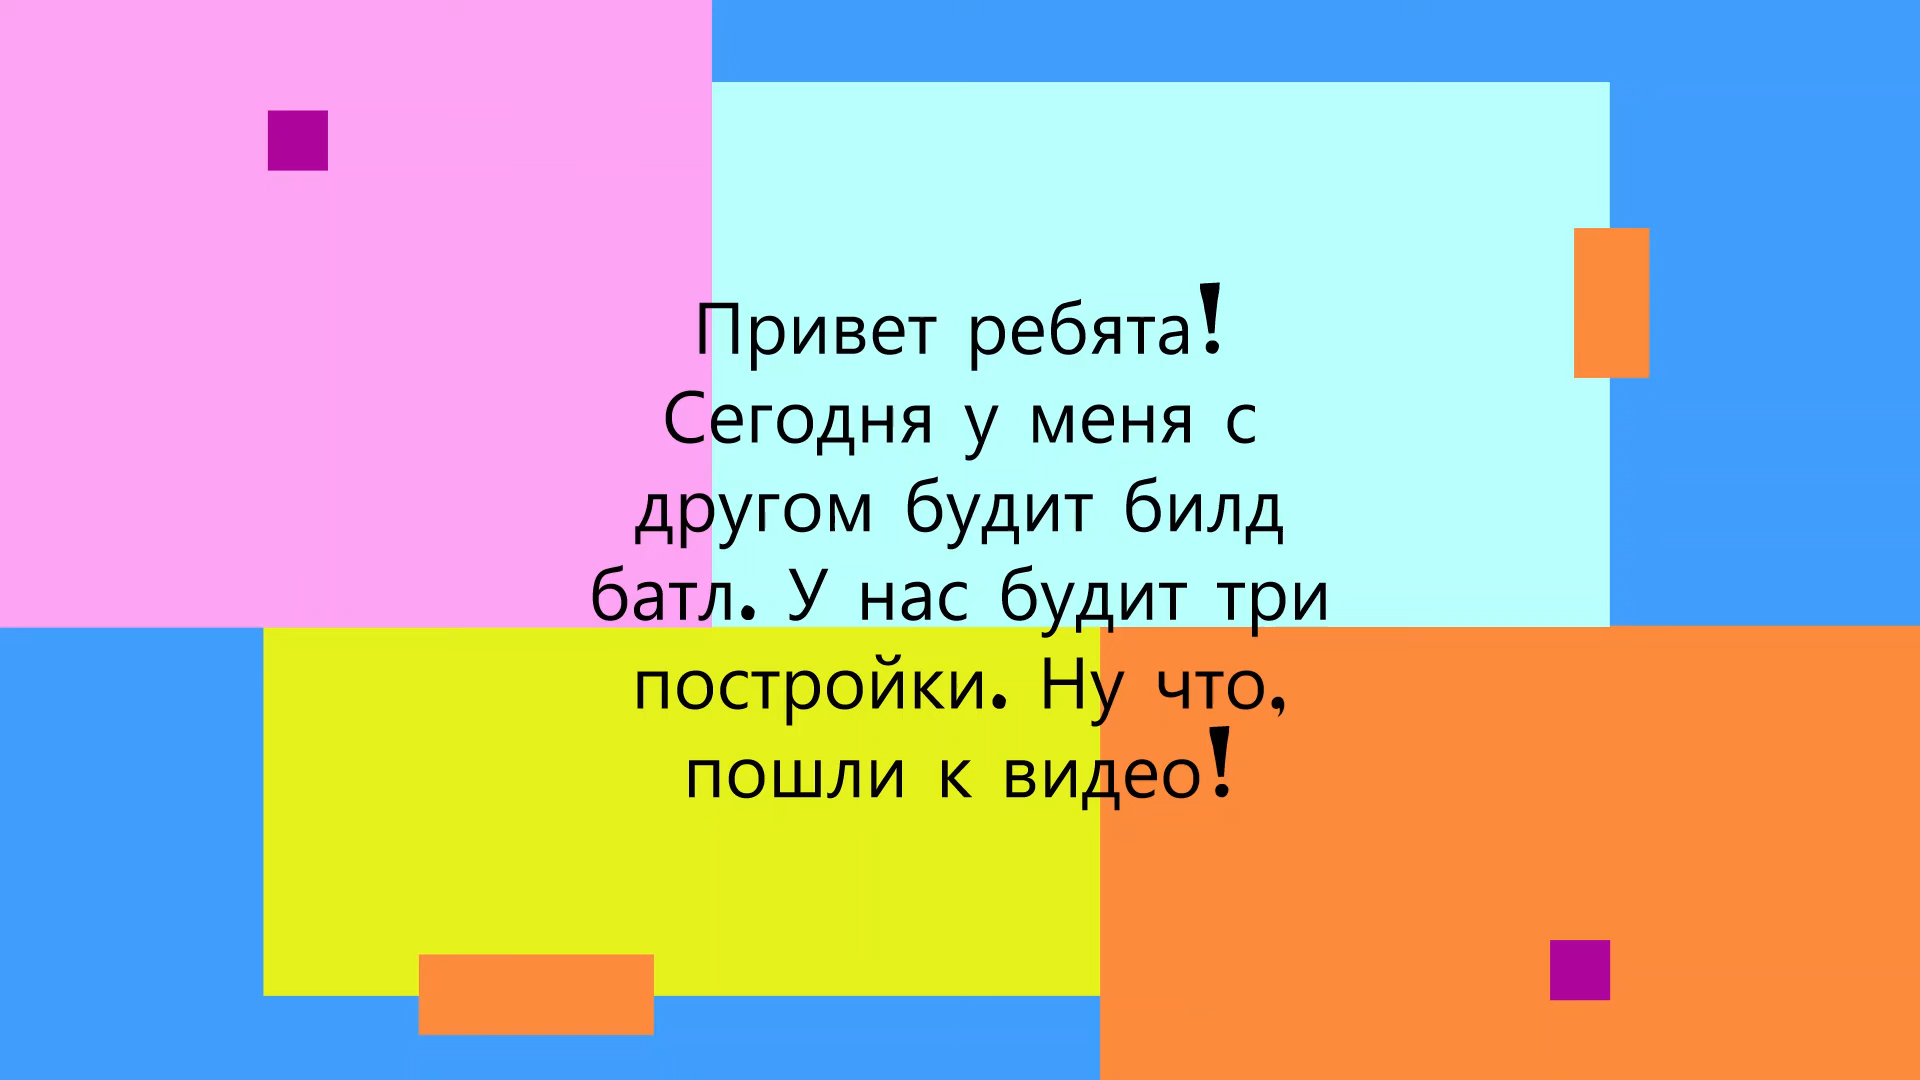 Привет ребята!
Сегодня у меня с
другом будит билд
батл. У нас будит три
постройки. Ну что,
пошли к видео!